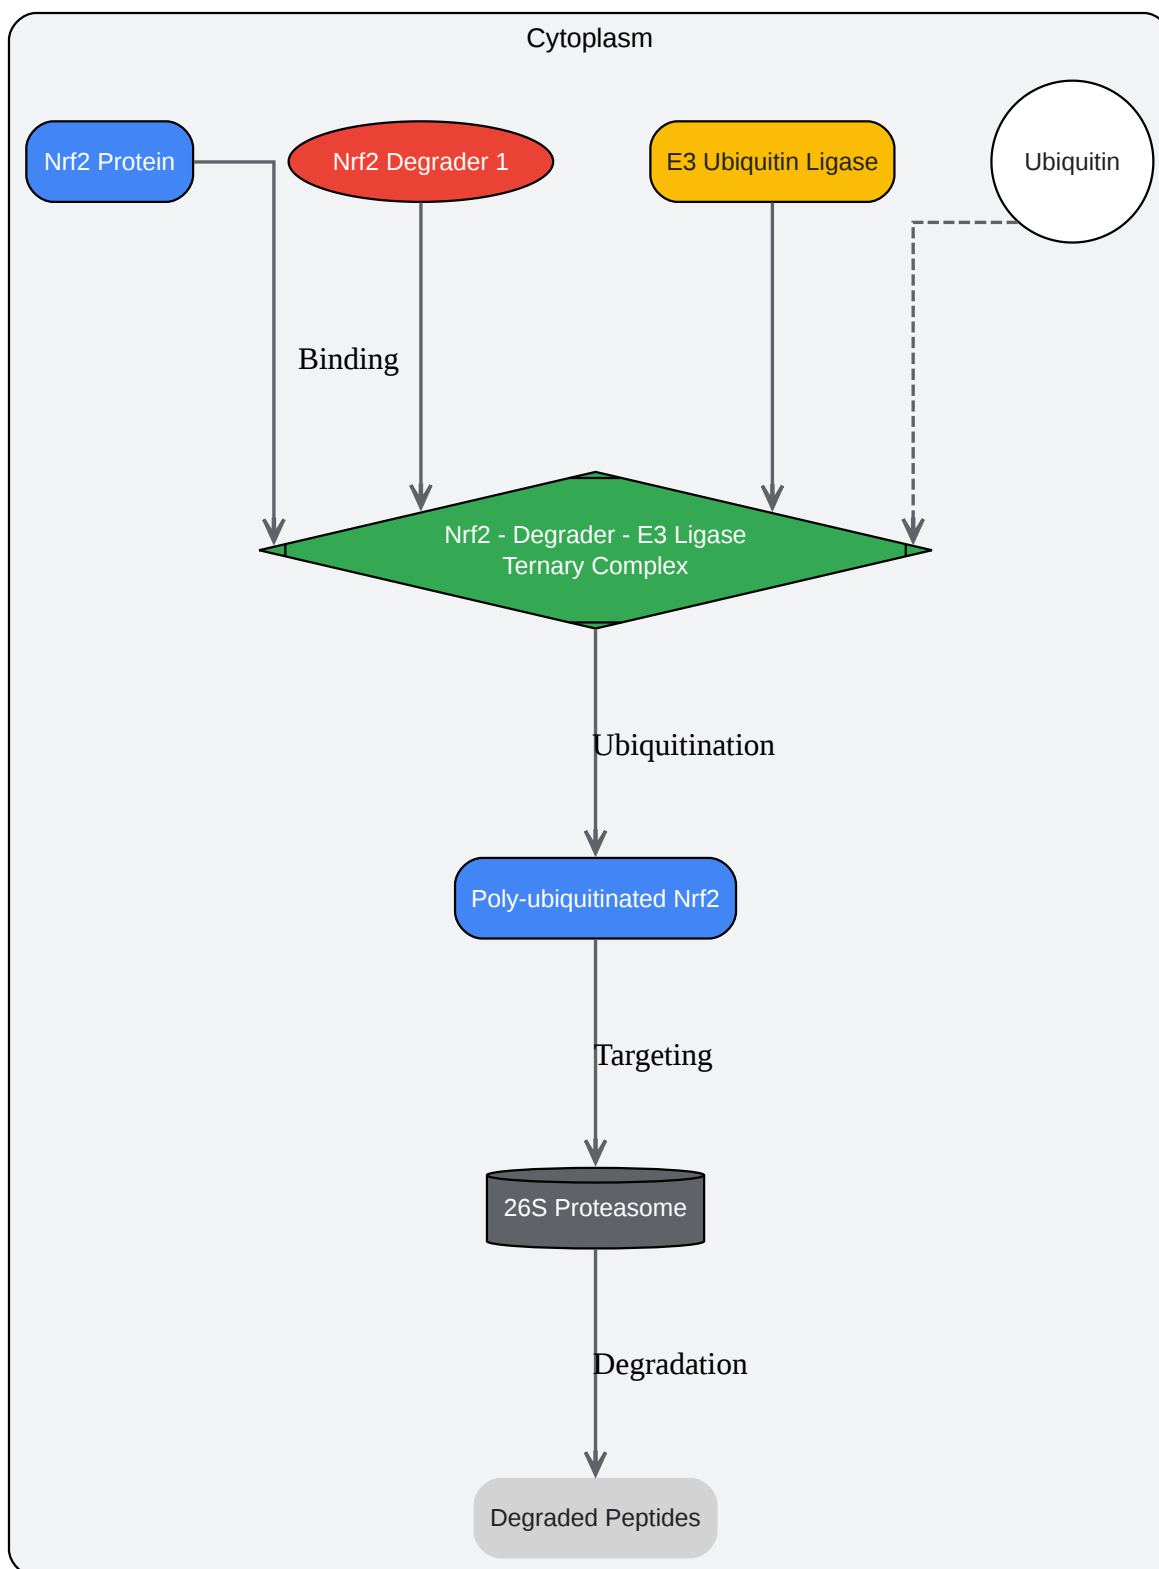 Cytoplasm
Nrf2 Protein
Nrf2 Degrader 1
E3 Ubiquitin Ligase
Ubiquitin
Binding
Nrf2 - Degrader - E3 Ligase
Ternary Complex
Ubiquitination
Poly-ubiquitinated Nrf2
Targeting
26S Proteasome
Degradation
Degraded Peptides